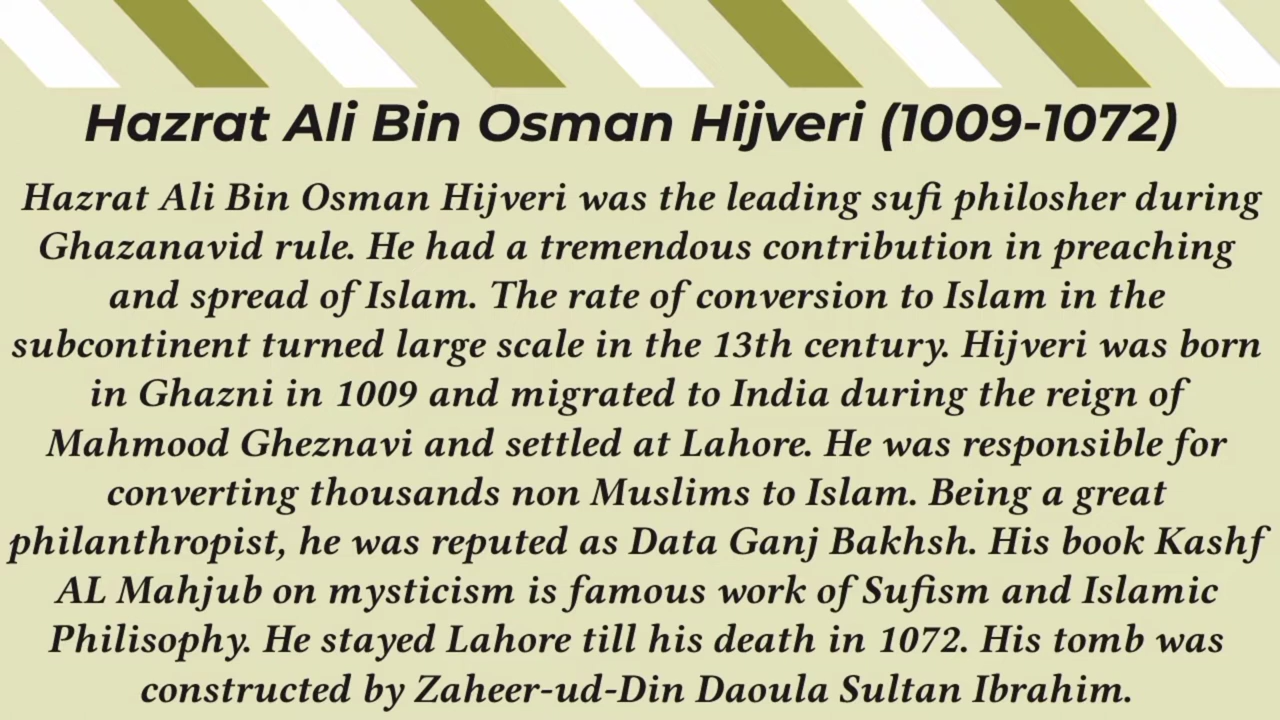 Hazrat Ali Bin Osman Hijveri (1009-1072)
Hazrat Ali Bin Osman Hijveri was the leading sufi philosher during
Ghazanavid rule. He had a tremendous contribution in preaching
and spread of Islam. The rate of conversion to Islam in the
subcontinent turned large scale in the 13th century. Hijveri was born
in Ghazni in 1009 and migrated to India during the reign of
Mahmood Gheznavi and settled at Lahore. He was responsible for
converting thousands non Muslims to Islam. Being a great
philanthropist, he was reputed as Data Ganj Bakhsh. His book Kashf
AL Mahjub on mysticism is famous work of Sufism and Islamic
Philisophy. He stayed Lahore till his death in 1072. His tomb was
constructed by Zaheer-ud-Din Daoula Sultan Ibrahim.